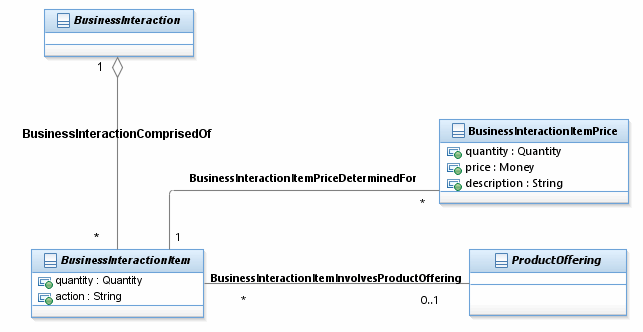 BusinessInteraction
1
BusinessInteractionComprisedOf
BusinessInteractionItemPrice
quantity : Quantity
price : Money
description : String
BusinessInteractionItemPriceDeterminedFor
*
*
1
BusinessInteractionItem
quantity : Quantity
action : String
BusinessInteractionItemInvolvesProductOffering
*
0..1
ProductOffering